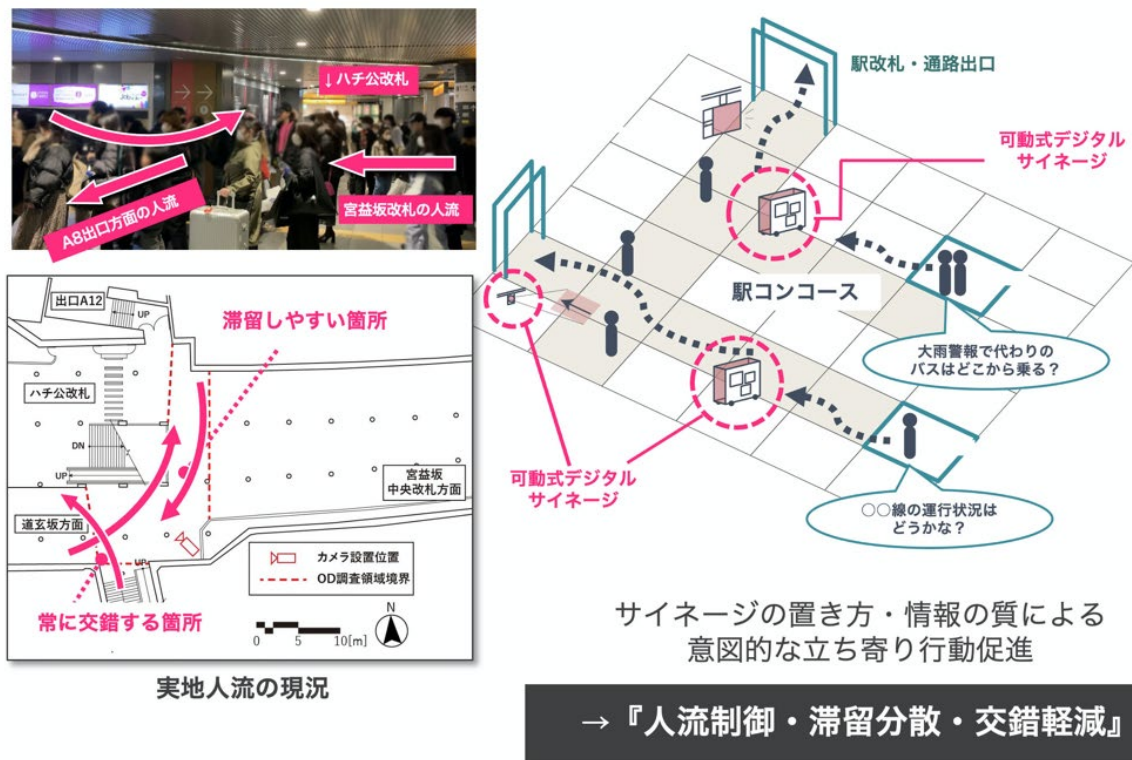 ↓ハチ公改札
A8出口方面の人流
宮益坂改札の人流
出口A12
UP
滞留しやすい箇所
ハチ公改札
DN
UP
宮益坂
中央改札方面
道玄坂方面
UP
カメラ設置位置
OD調査領域境界
常に交錯する箇所
N
0 5 10[m]
実地人流の現況
駅改札・通路出口
可動式デジタル
サイネージ
駅コンコース
大雨警報で代わりの
バスはどこから乗る？
可動式デジタル
サイネージ
○○線の運行状況は
どうかな？
サイネージの置き方・情報の質による
意図的な立ち寄り行動促進
→『人流制御・滞留分散・交錯軽減』